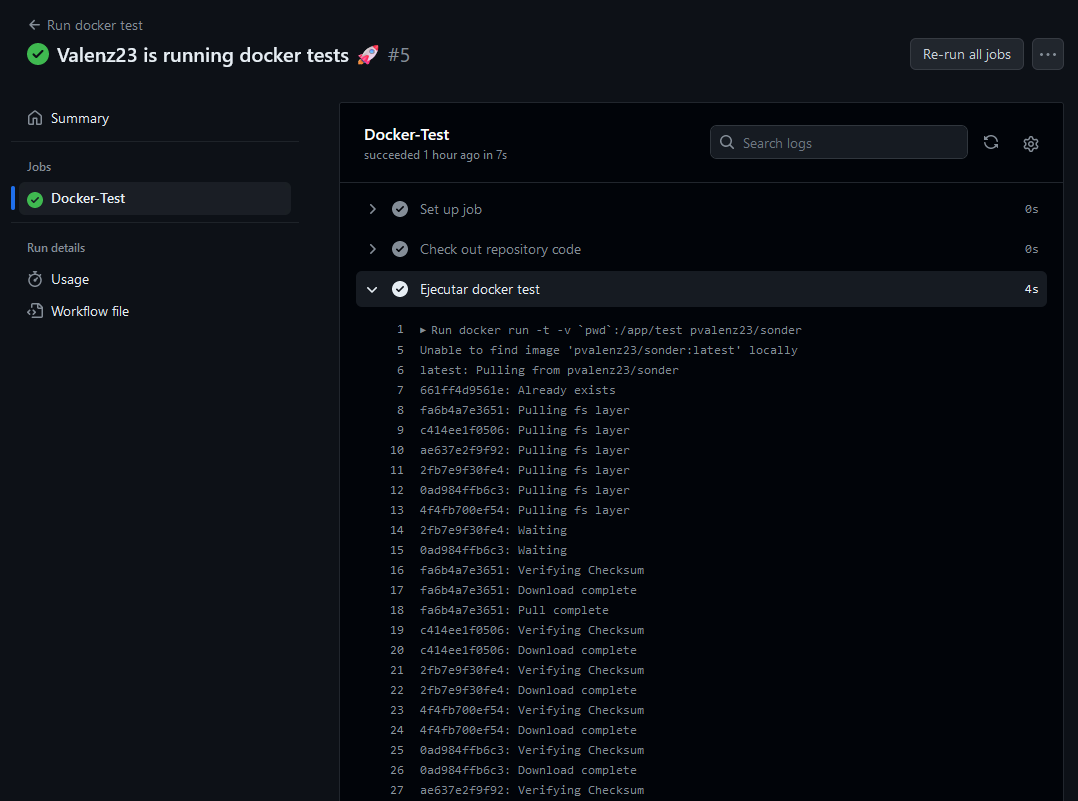 Run docker test
Valenz23 is running docker tests 🚀 #5
Re-run all jobs
Summary
Jobs
Docker-Test
Run details
Usage
Workflow file
Docker-Test
succeeded 1 hour ago in 7s
Search logs
Set up job 0s
Check out repository code 0s
Ejecutar docker test 4s
1 ▶ Run docker run -t -v `pwd`:/app/test pvalenz23/sonder
5 Unable to find image 'pvalenz23/sonder:latest' locally
6 latest: Pulling from pvalenz23/sonder
7 661ff4d9561e: Already exists
8 fa6b4a7e3651: Pulling fs layer
9 c414ee1f0506: Pulling fs layer
10 ae637e2f9f92: Pulling fs layer
11 2fb7e9f30fe4: Pulling fs layer
12 0ad984ffb6c3: Pulling fs layer
13 4f4fb700ef54: Pulling fs layer
14 2fb7e9f30fe4: Waiting
15 0ad984ffb6c3: Waiting
16 fa6b4a7e3651: Verifying Checksum
17 fa6b4a7e3651: Download complete
18 fa6b4a7e3651: Pull complete
19 c414ee1f0506: Verifying Checksum
20 c414ee1f0506: Download complete
21 2fb7e9f30fe4: Verifying Checksum
22 2fb7e9f30fe4: Download complete
23 4f4fb700ef54: Verifying Checksum
24 4f4fb700ef54: Download complete
25 0ad984ffb6c3: Verifying Checksum
26 0ad984ffb6c3: Download complete
27 ae637e2f9f92: Verifying Checksum